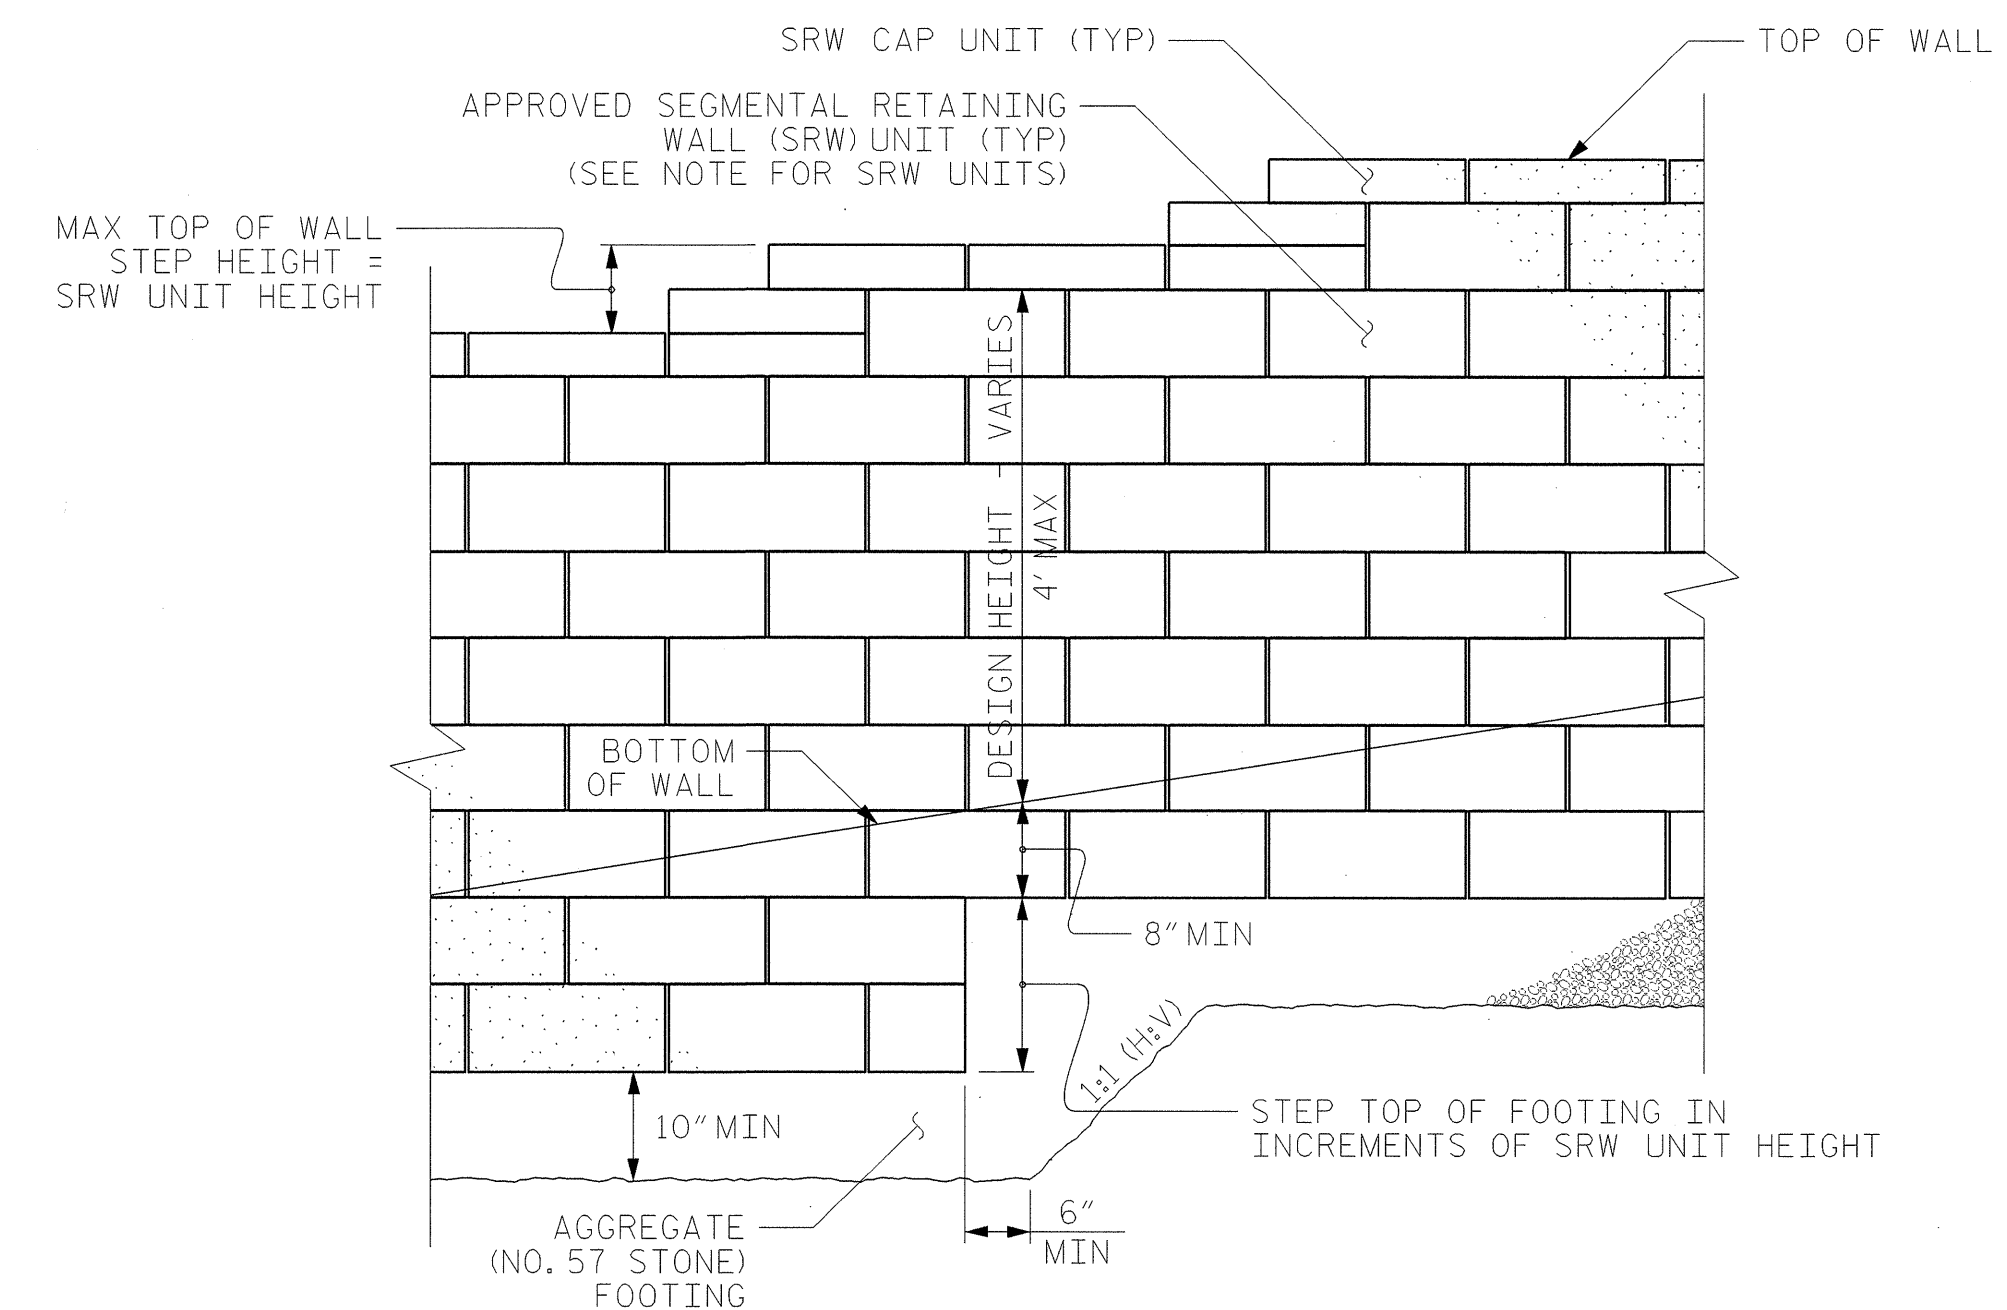 SRW CAP UNIT (TYP)
TOP OF WALL
APPROVED SEGMENTAL RETAINING
WALL (SRW) UNIT (TYP)
(SEE NOTE FOR SRW UNITS)
MAX TOP OF WALL
STEP HEIGHT =
SRW UNIT HEIGHT
DESIGN HEIGHT - VARIES
4' MAX
BOTTOM
OF WALL
8" MIN
1:1 (H:V)
10" MIN
STEP TOP OF FOOTING IN
INCREMENTS OF SRW UNIT HEIGHT
6"
MIN
AGGREGATE
(NO. 57 STONE)
FOOTING